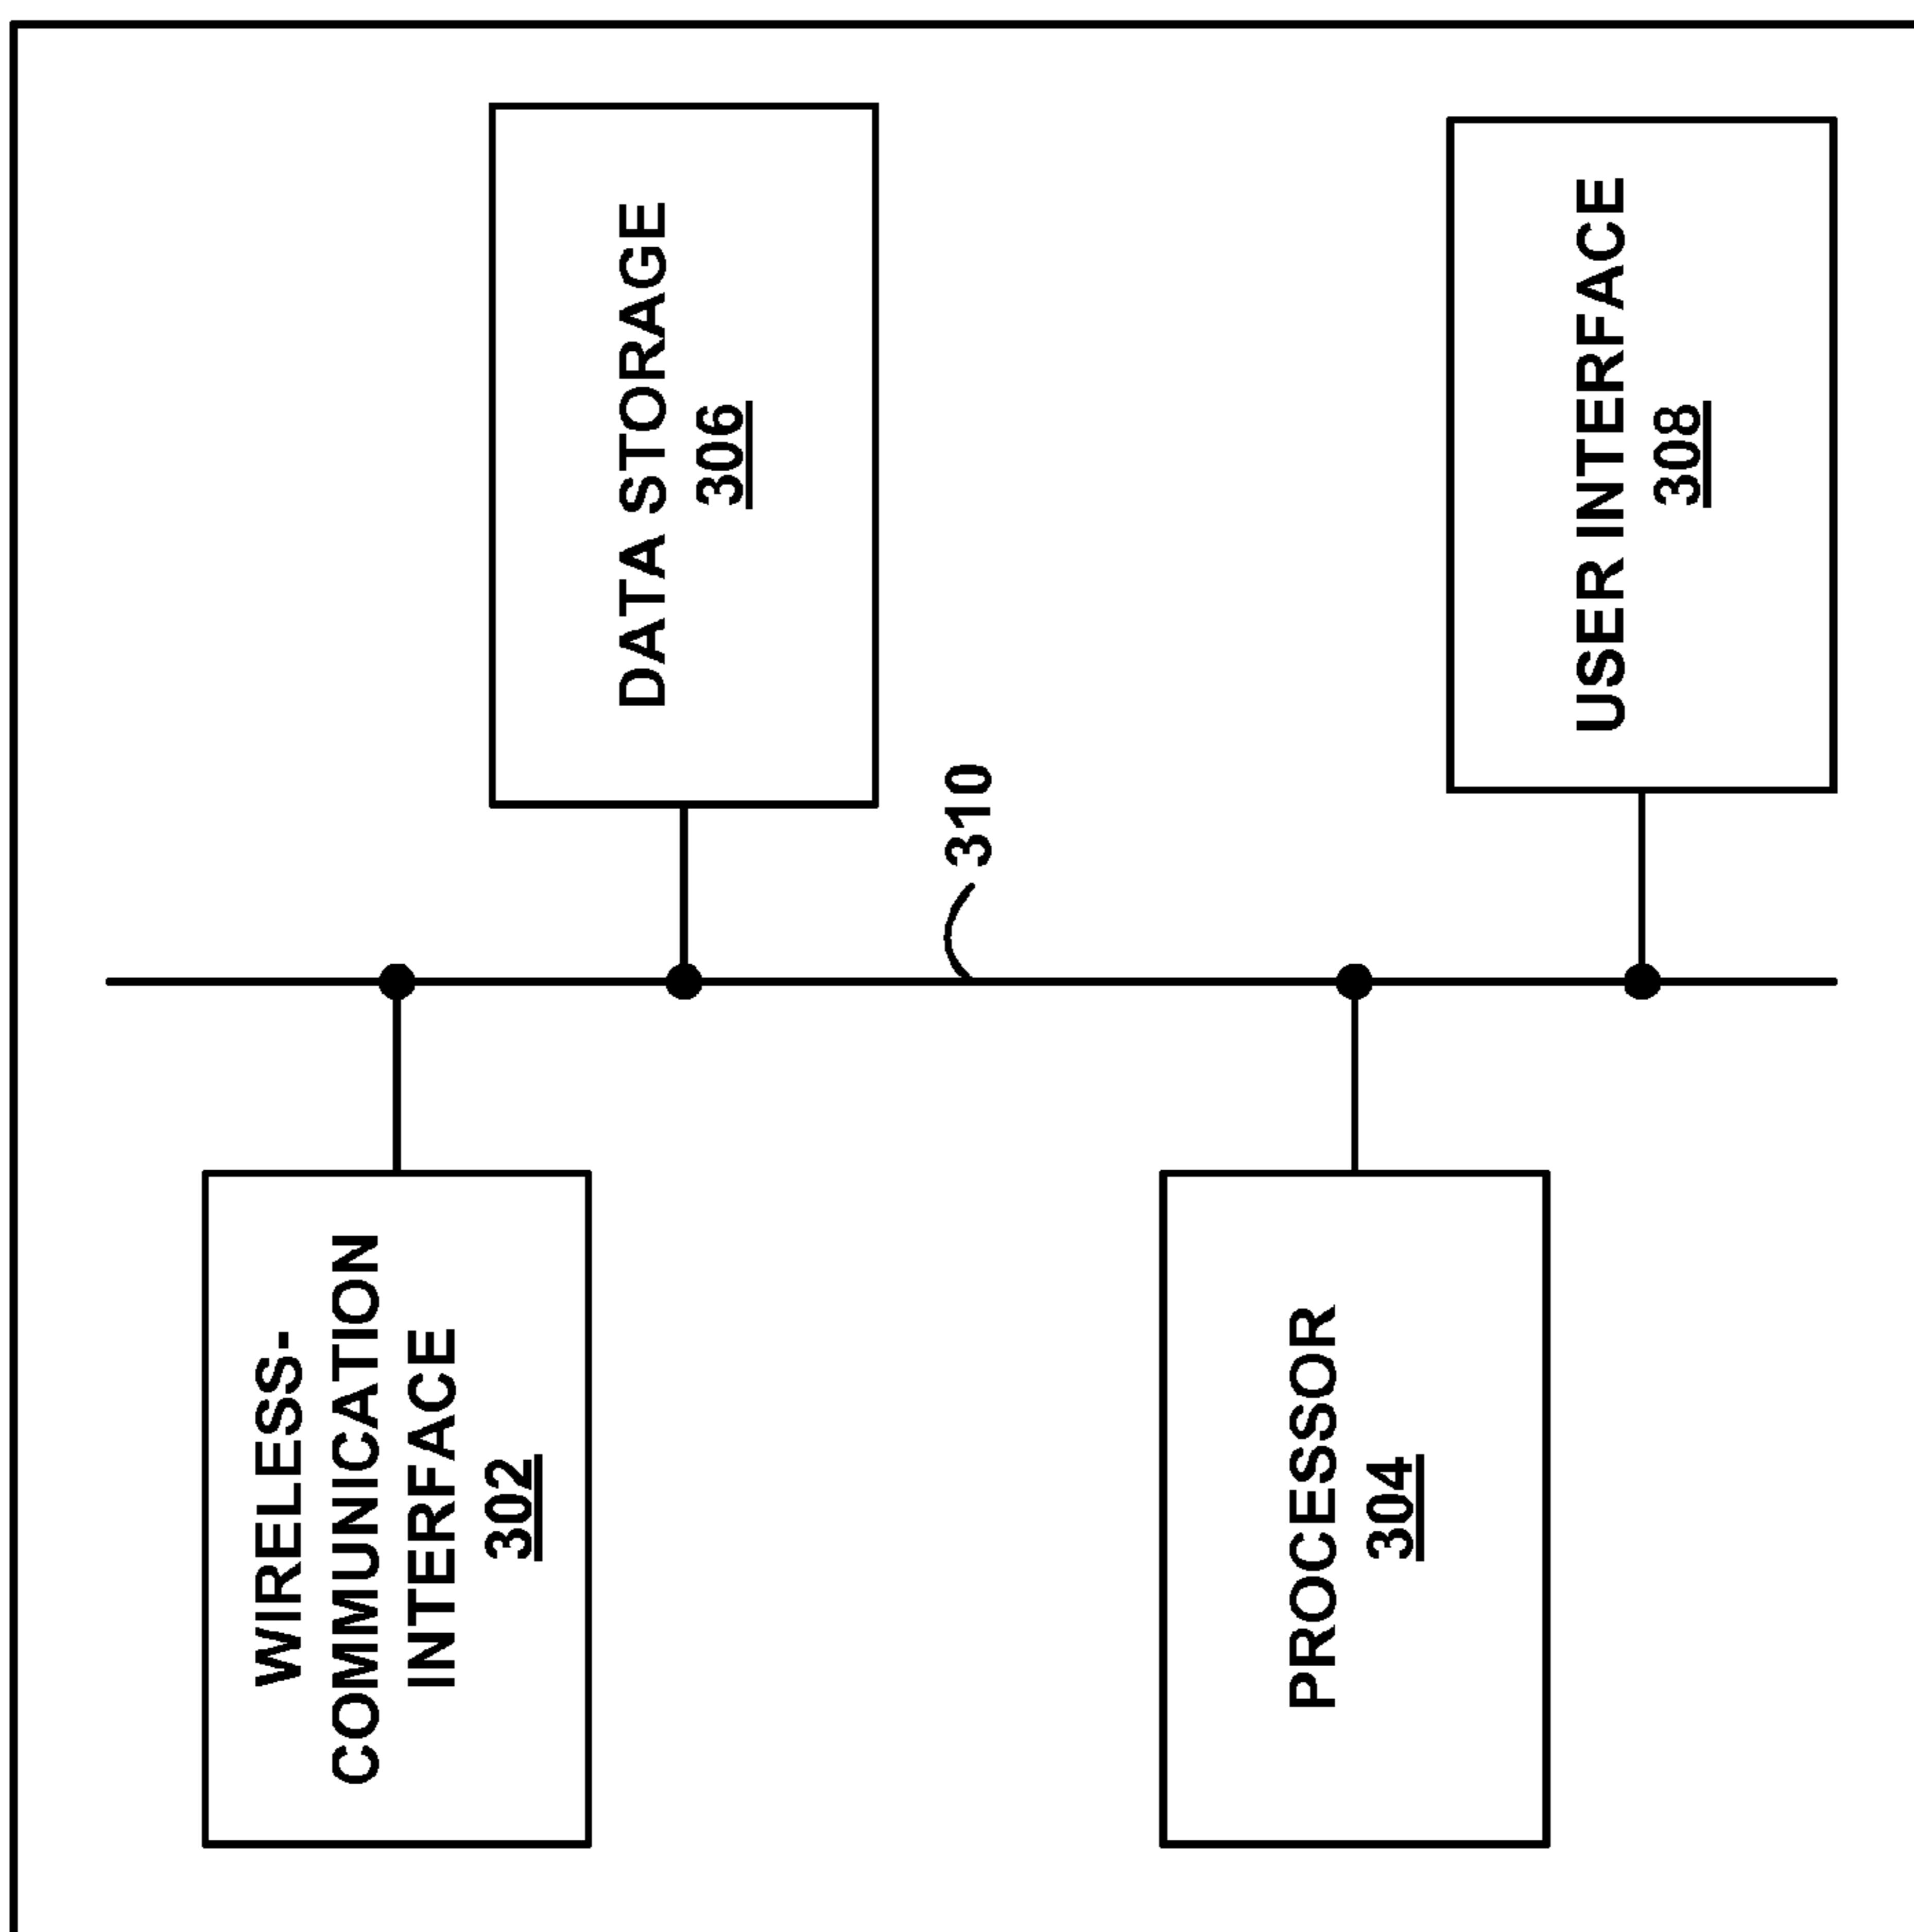 WIRELESS-
COMMUNICATION
INTERFACE
302
DATA STORAGE
306
310
PROCESSOR
304
USER INTERFACE
308